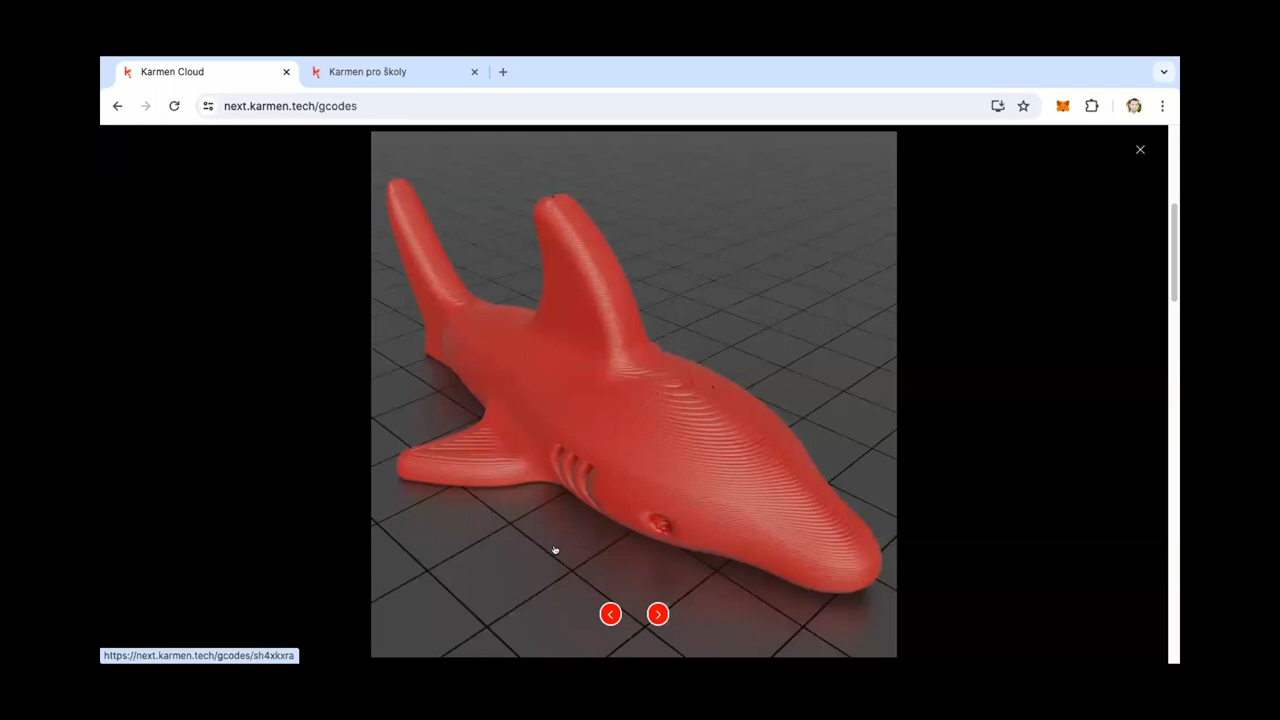 Karmen Cloud
Karmen pro školy
next.karmen.tech/gcodes
https://next.karmen.tech/gcodes/sh4xkxra